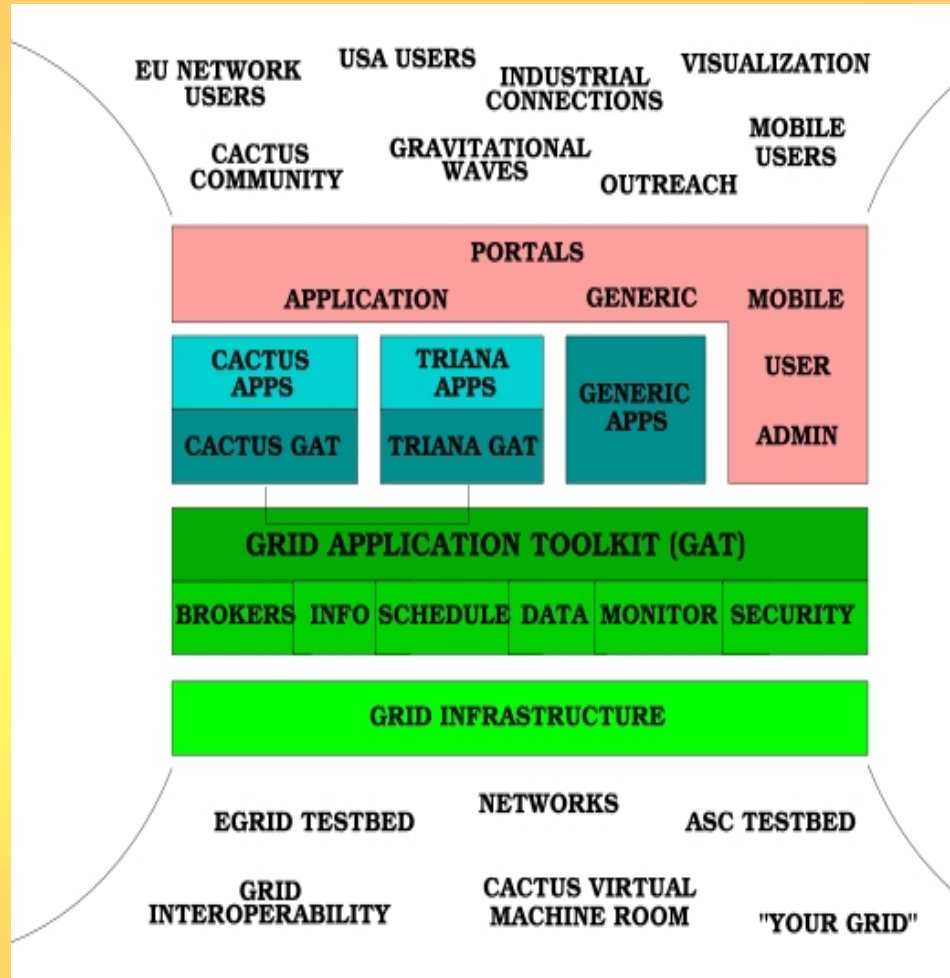 EU NETWORK
USERS
USA USERS
INDUSTRIAL
CONNECTIONS
VISUALIZATION
CACTUS
COMMUNITY
GRAVITATIONAL
WAVES
OUTREACH
MOBILE
USERS
PORTALS
APPLICATION
GENERIC
MOBILE
USER
ADMIN
CACTUS
APPS
CACTUS GAT
TRIANA
APPS
TRIANA GAT
GENERIC
APPS
GRID APPLICATION TOOLKIT (GAT)
BROKERS INFO SCHEDULE DATA MONITOR SECURITY
GRID INFRASTRUCTURE
EGRID TESTBED
NETWORKS
ASC TESTBED
GRID
INTEROPERABILITY
CACTUS VIRTUAL
MACHINE ROOM
"YOUR GRID"